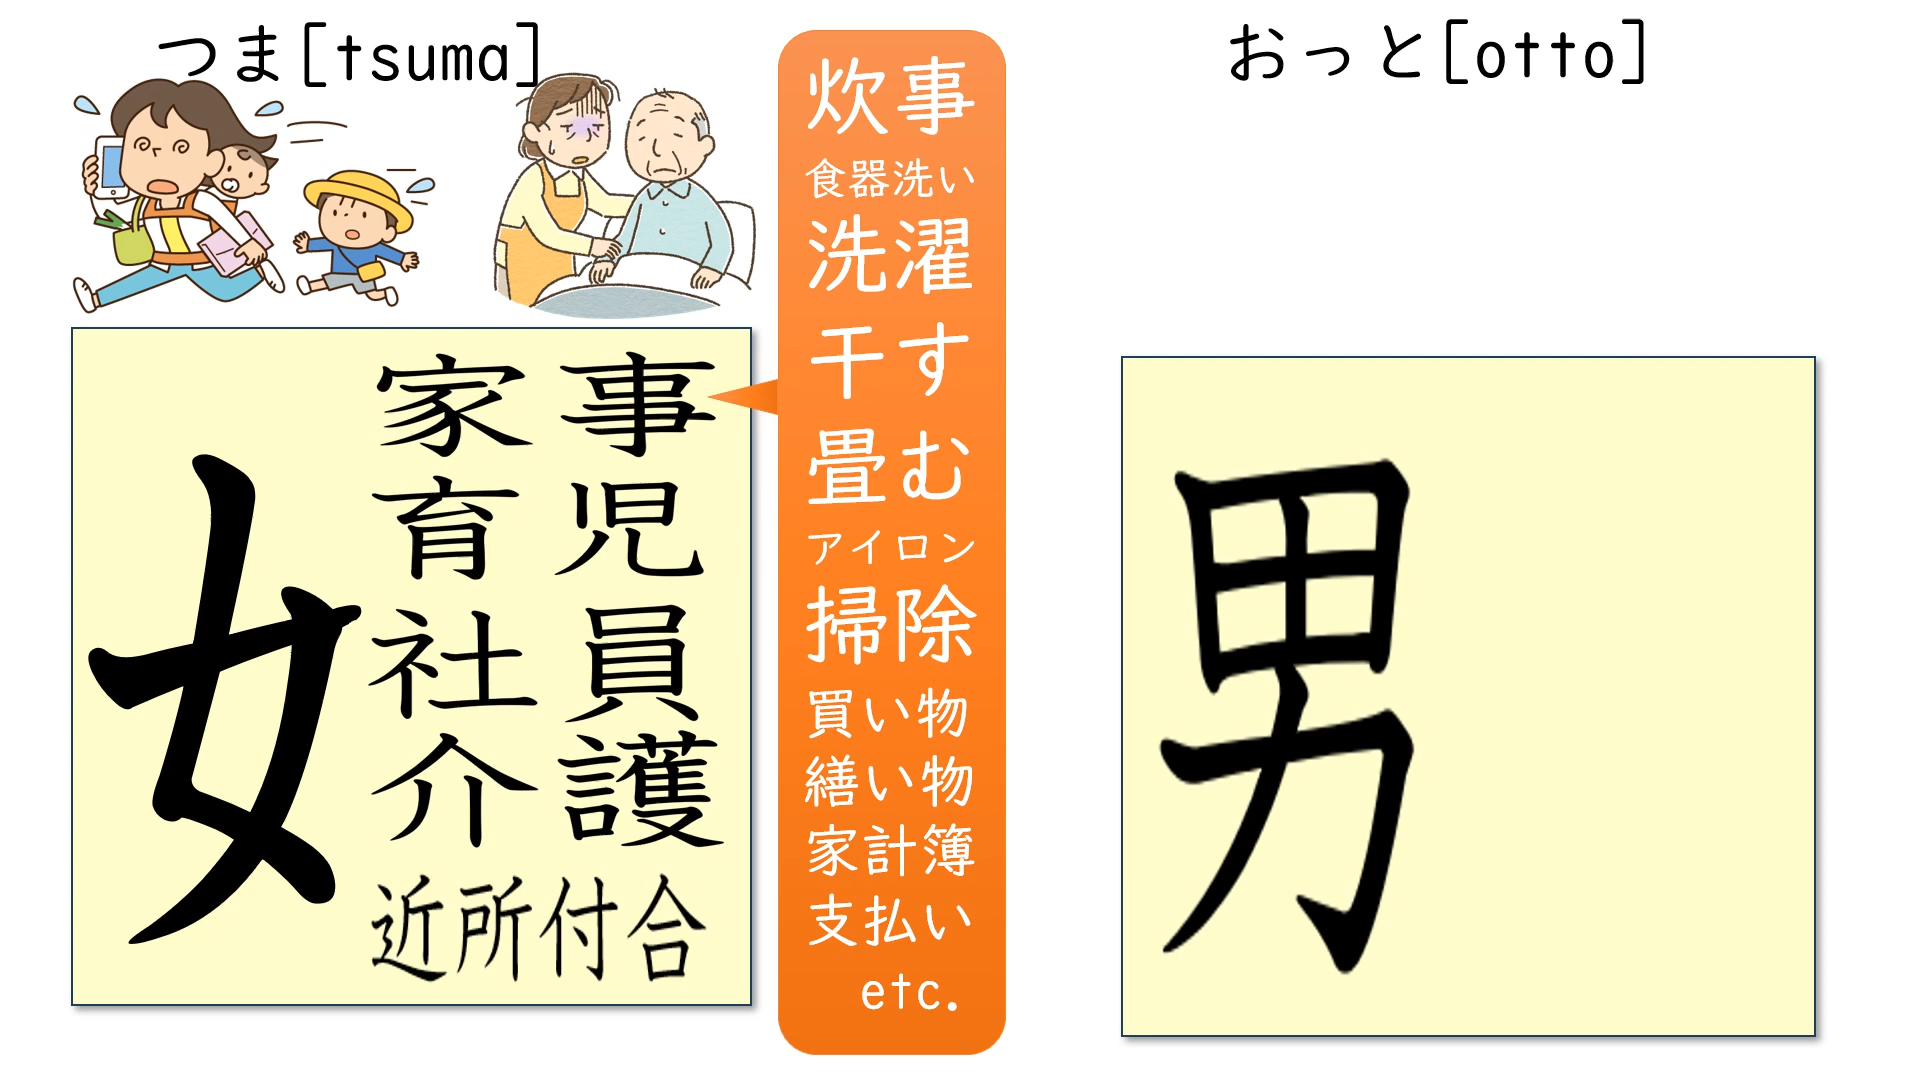 つま[tsuma]
女
家事
育児
社員
介護
近所付合
炊事
食器洗い
洗濯
干す
畳む
アイロン
掃除
買い物
繕い物
家計簿
支払い
etc.
おっと[otto]
男